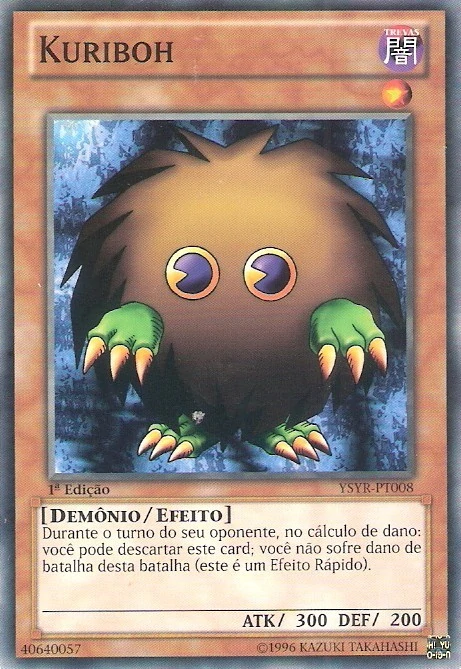 KURIBOH
TREVAS
闇
1ª Edição
YSYR-PT008
[DEMÔNIO/EFEITO]
Durante o turno do seu oponente, no cálculo de dano:
você pode descartar este card; você não sofre dano de
batalha desta batalha (este é um Efeito Rápido).
ATK/ 300 DEF/ 200
40640057
©1996 KAZUKI TAKAHASHI